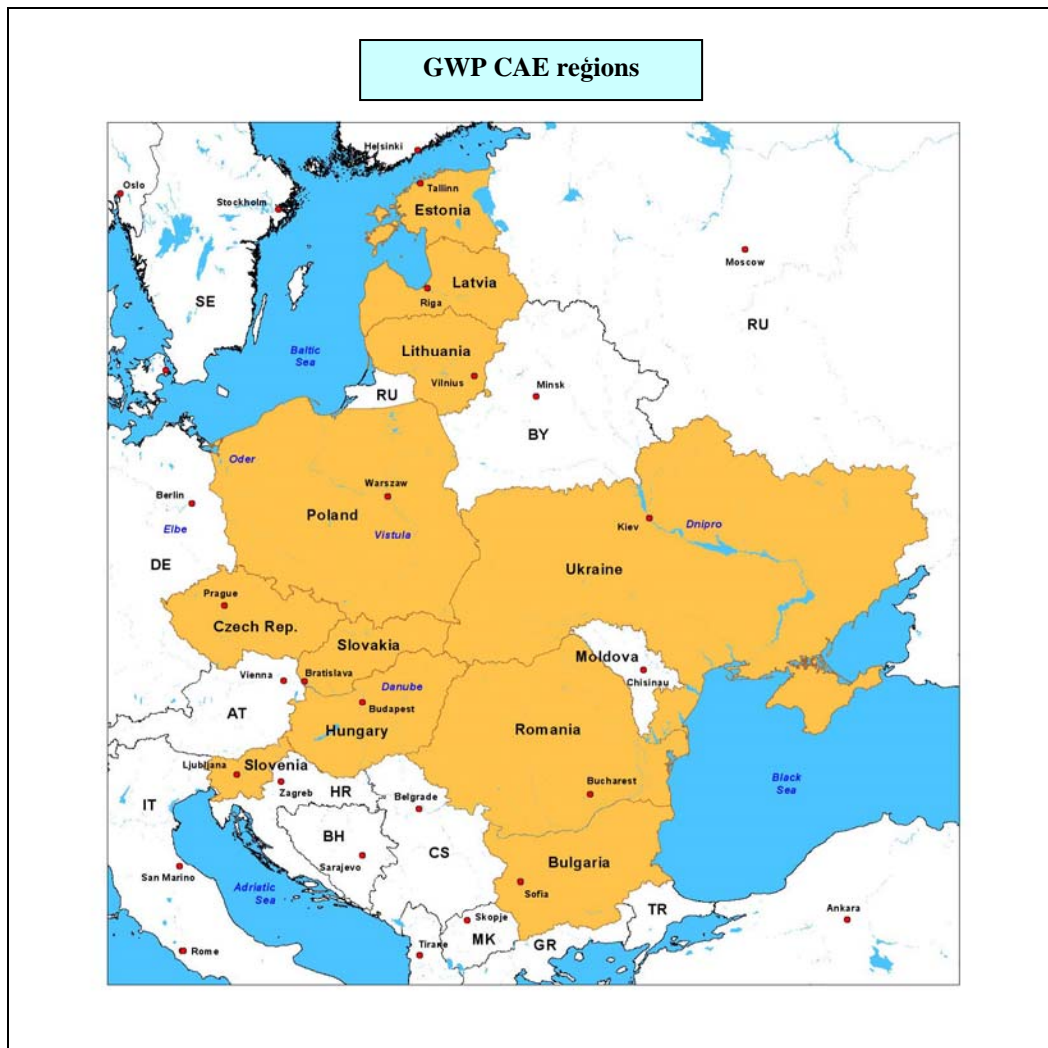 GWP CAE regions
Helsinki
Oslo
Tallinn
Stockholm
Estonia
Moscow
Latvia
Riga
SE
RU
Baltic
Sea
Lithuania
Vilnius
Minsk
RU
BY
Oder
Warszaw
Berlin
Poland
Kiev
Dnipro
Elbe
Vistula
DE
Ukraine
Prague
Czech Rep.
Slovakia
Moldova
Vienna
Bratislava
Chisinau
Danube
Budapest
AT
Hungary
Romania
Slovenia
Ljubljana
Zagreb
HR
Bucharest
Black
Sea
IT
Belgrade
BH
CS
Sarajevo
Bulgaria
San Marino
Sofia
Adriatic
Sea
TR
Ankara
Skopje
MK
GR
Tirane
Rome